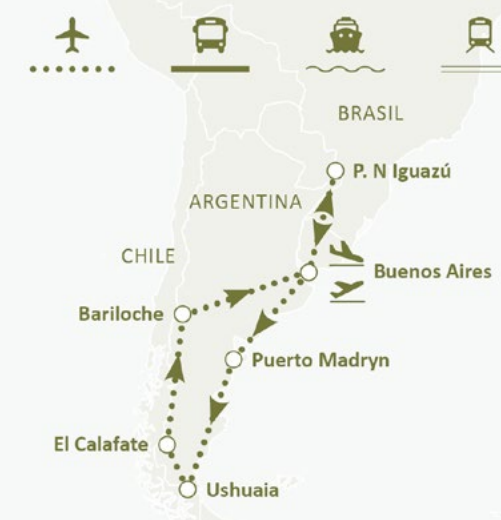 BRASIL
P. N Iguazú
ARGENTINA
CHILE
Buenos Aires
Bariloche
Puerto Madryn
El Calafate
Ushuaia